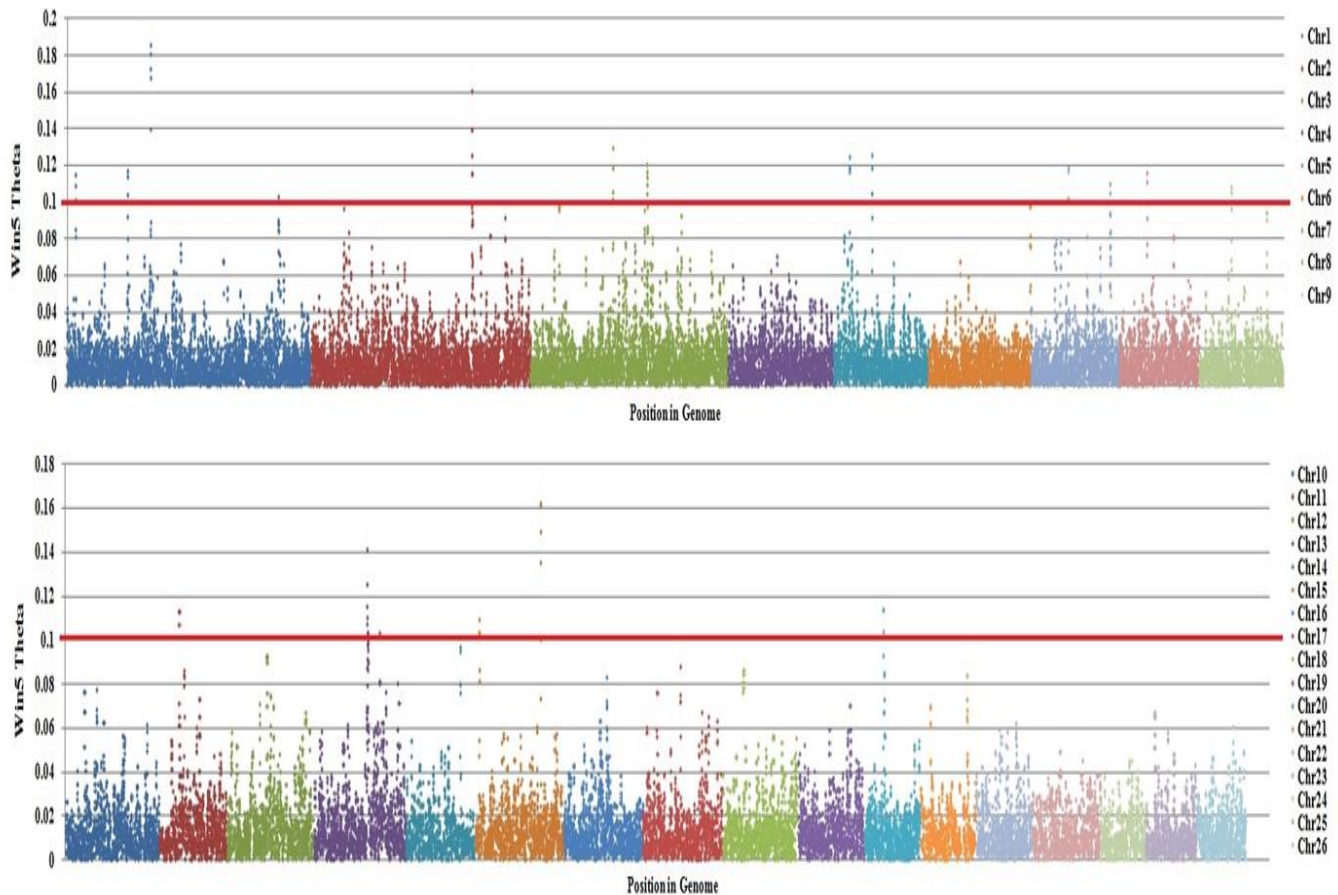 0.2
0.18
0.16
0.14
0.12
0.1
0.08
0.06
0.04
0.02
0
Win5 Theta
Position in Genome
Chr1
Chr2
Chr3
Chr4
Chr5
Chr6
Chr7
Chr8
Chr9
0.18
0.16
0.14
0.12
0.1
0.08
0.06
0.04
0.02
0
Win5 Theta
Position in Genome
Chr10
Chr11
Chr12
Chr13
Chr14
Chr15
Chr16
Chr17
Chr18
Chr19
Chr20
Chr21
Chr22
Chr23
Chr24
Chr25
Chr26